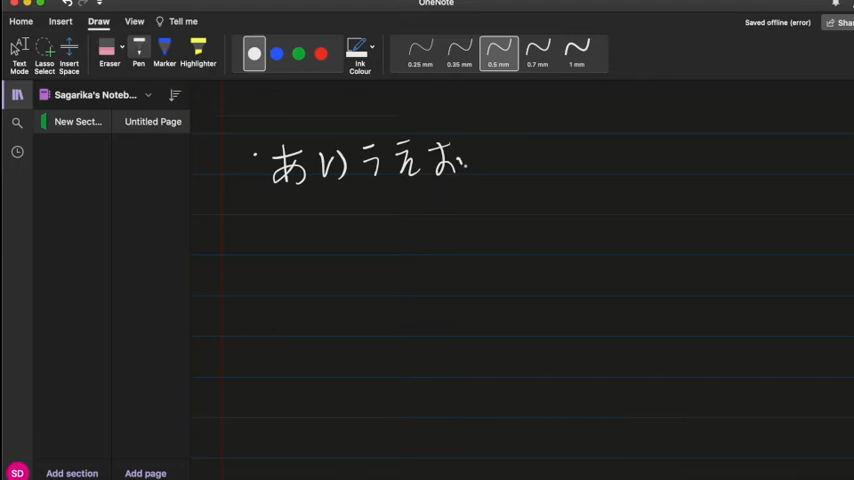 OneNote
Home Insert Draw View Tell me
Saved offline (error) Shar
Text Mode Lasso Select Insert Space Eraser Pen Marker Highlighter Ink Colour 0.25 mm 0.35 mm 0.5 mm 0.7 mm 1 mm
Sagarika's Noteb...
New Sect... Untitled Page
・あいうえお
SD Add section Add page